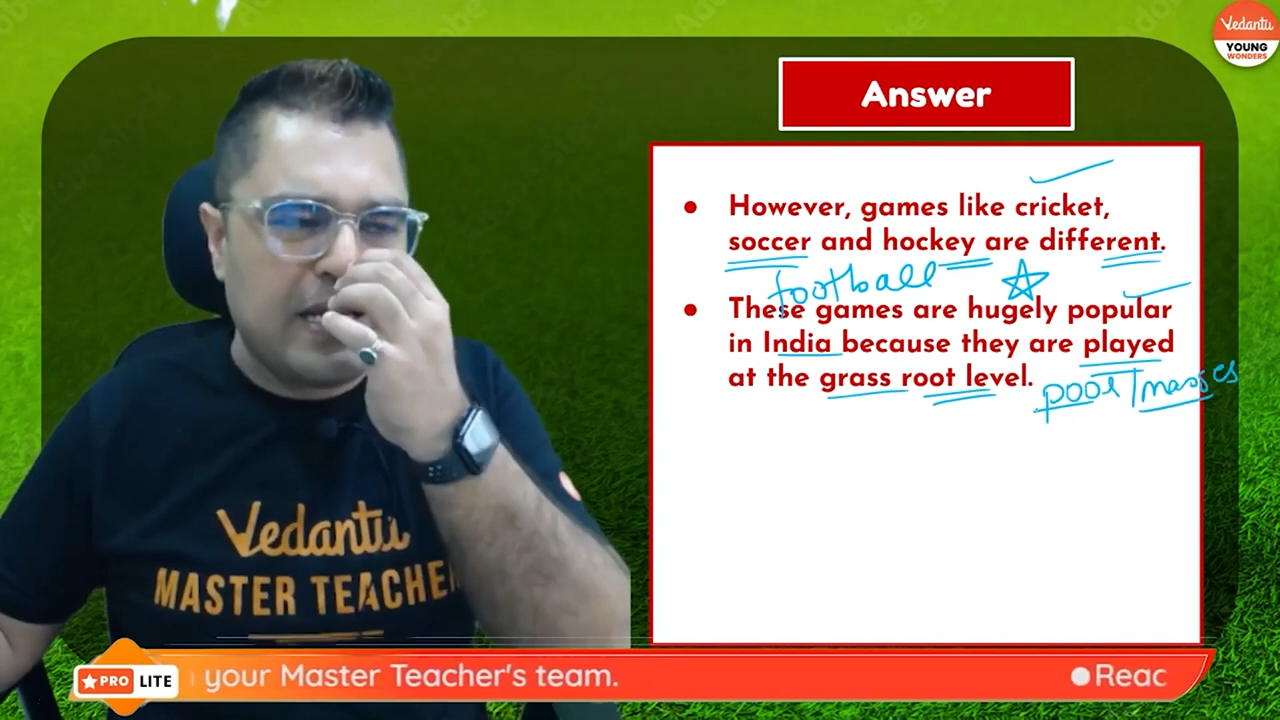 Vedantu
YOUNG
WONDERS
Answer
● However, games like cricket,
soccer and hockey are different.
football
● These games are hugely popular
in India because they are played
at the grass root level.
poor/masses
Vedantu
MASTER TEACHER
PRO LITE
your Master Teacher's team.
●Reac